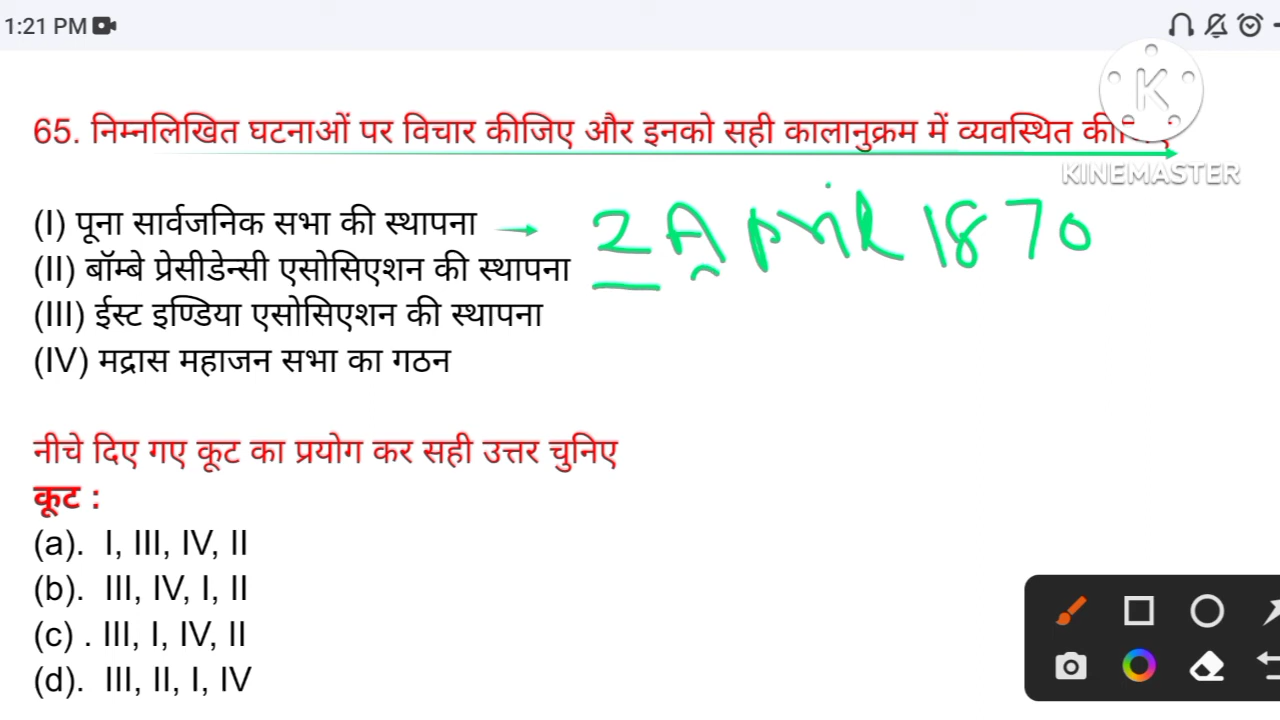 1:21 PM
65. निम्नलिखित घटनाओं पर विचार कीजिए और इनको सही कालानुक्रम में व्यवस्थित
K
KINEMASTER
(I) पूना सार्वजनिक सभा की स्थापना → 2 April 1870
(II) बॉम्बे प्रेसीडेन्सी एसोसिएशन की स्थापना
(III) ईस्ट इण्डिया एसोसिएशन की स्थापना
(IV) मद्रास महाजन सभा का गठन
नीचे दिए गए कूट का प्रयोग कर सही उत्तर चुनिए
कूट :
(a). I, III, IV, II
(b). III, IV, I, II
(c) . III, I, IV, II
(d). III, II, I, IV